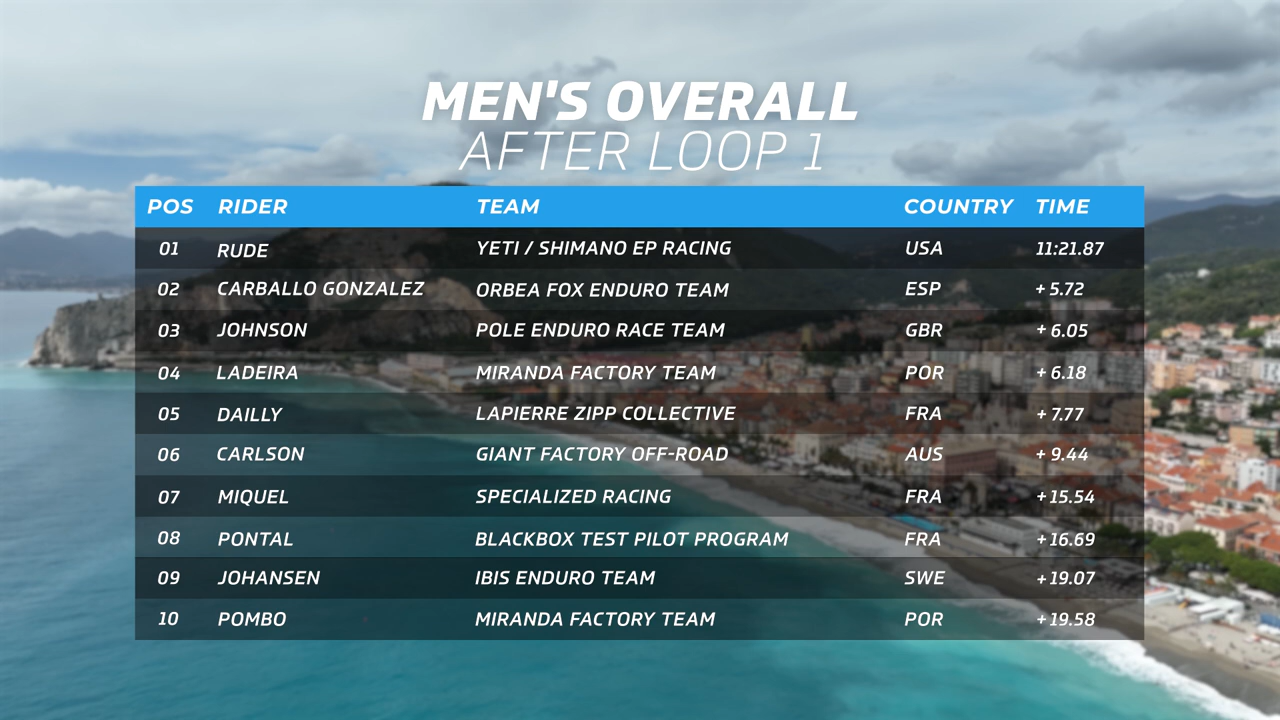 MEN'S OVERALL
AFTER LOOP 1
POS RIDER TEAM COUNTRY TIME
01 RUDE YETI / SHIMANO EP RACING USA 11:21.87
02 CARBALLO GONZALEZ ORBEA FOX ENDURO TEAM ESP + 5.72
03 JOHNSON POLE ENDURO RACE TEAM GBR + 6.05
04 LADEIRA MIRANDA FACTORY TEAM POR + 6.18
05 DAILLY LAPIERRE ZIPP COLLECTIVE FRA + 7.77
06 CARLSON GIANT FACTORY OFF-ROAD AUS + 9.44
07 MIQUEL SPECIALIZED RACING FRA +15.54
08 PONTAL BLACKBOX TEST PILOT PROGRAM FRA +16.69
09 JOHANSEN IBIS ENDURO TEAM SWE +19.07
10 POMBO MIRANDA FACTORY TEAM POR +19.58